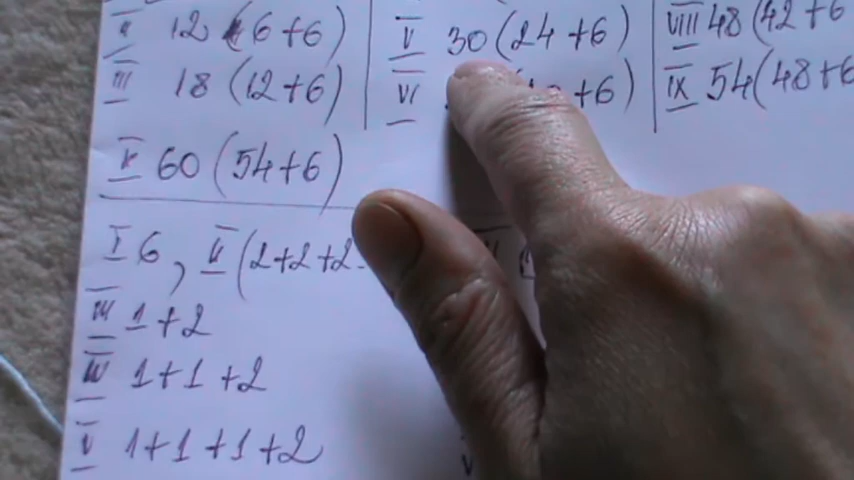 II 12 (6+6)
III 18 (12+6)
V 30 (24+6)
VI +6)
VIII 48 (42+6
IX 54 (48+6
X 60 (54+6)
I 6, II (2+2+2
III 1+2
IV 1+1+2
V 1+1+1+2